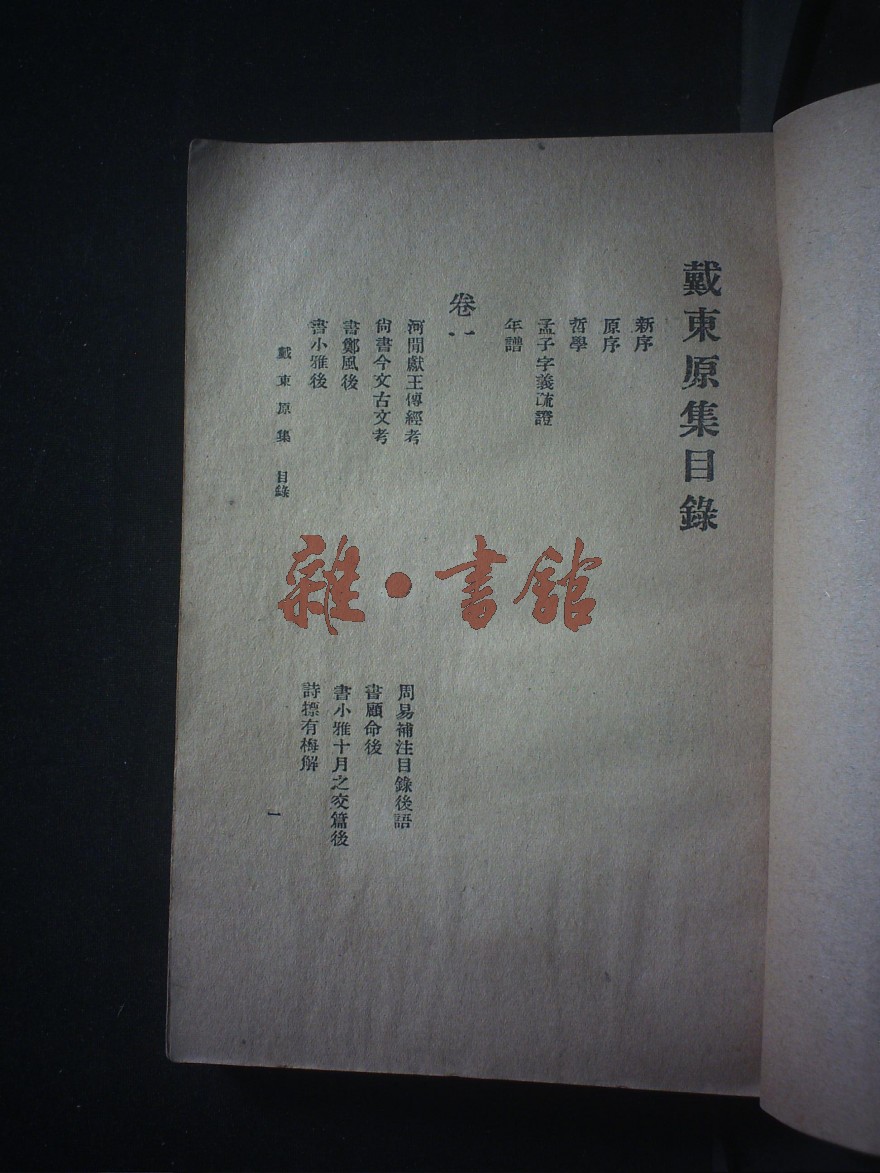 戴東原集目錄
新序
原序
哲學
孟子字義疏證
年譜
卷一
河間獻王傳經考
周易補注目錄後語
尙書今文古文考
書顧命後
書鄭風後
書小雅十月之交篇後
書小雅後
詩摽有梅解
戴東原集 目錄
一
雜·書館